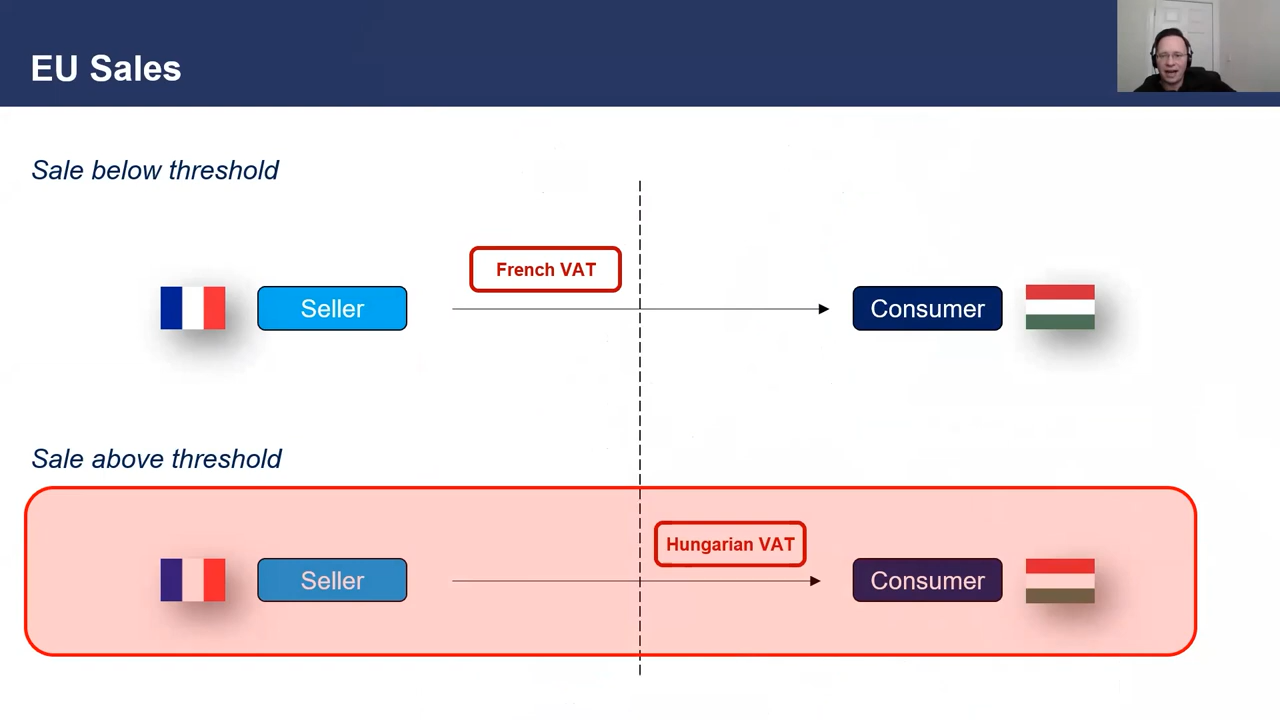 EU Sales
Sale below threshold
French VAT
Seller
Consumer
Sale above threshold
Hungarian VAT
Seller
Consumer